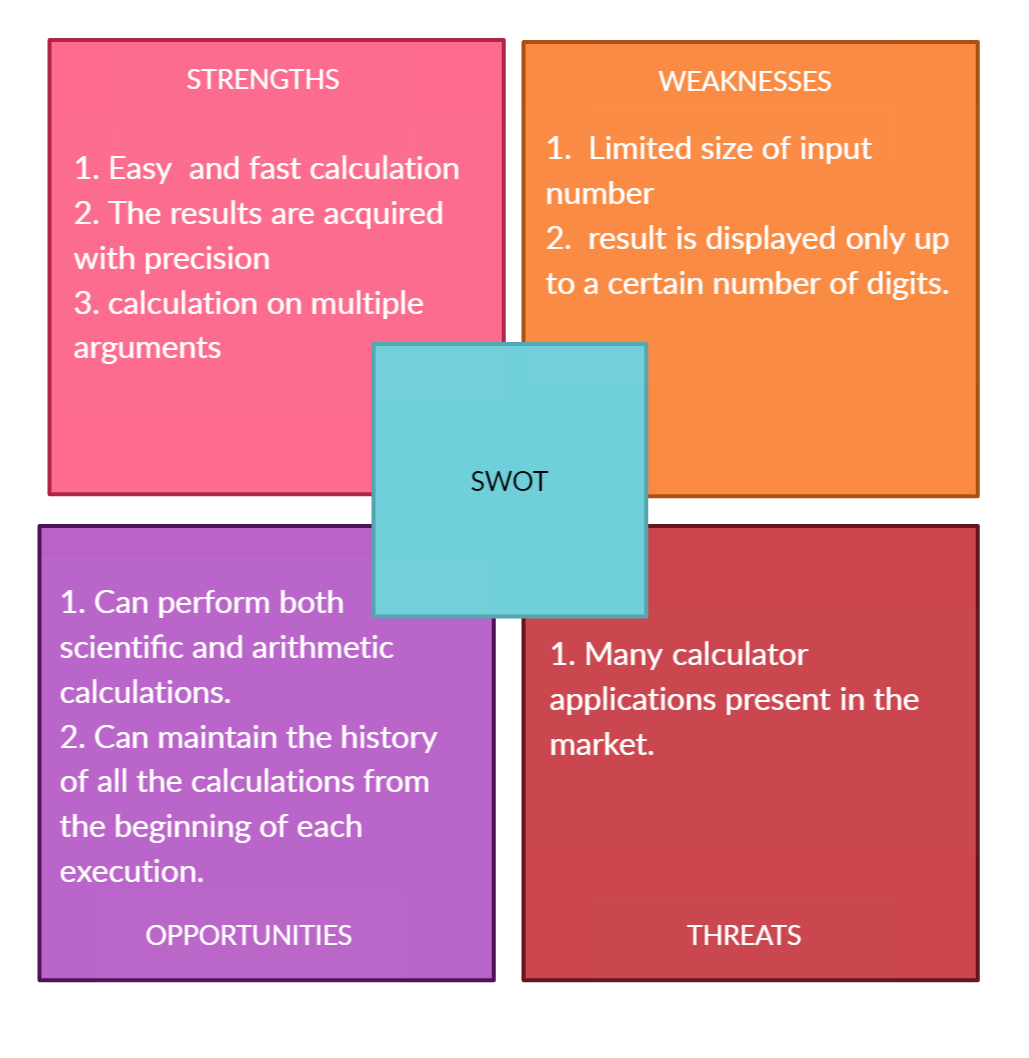 STRENGTHS
1. Easy  and fast calculation
2. The results are acquired
with precision
3. calculation on multiple
arguments
WEAKNESSES
1.  Limited size of input
number
2.  result is displayed only up
to a certain number of digits.
SWOT
1. Can perform both
scientific and arithmetic
calculations.
2. Can maintain the history
of all the calculations from
the beginning of each
execution.
OPPORTUNITIES
1. Many calculator
applications present in the
market.
THREATS